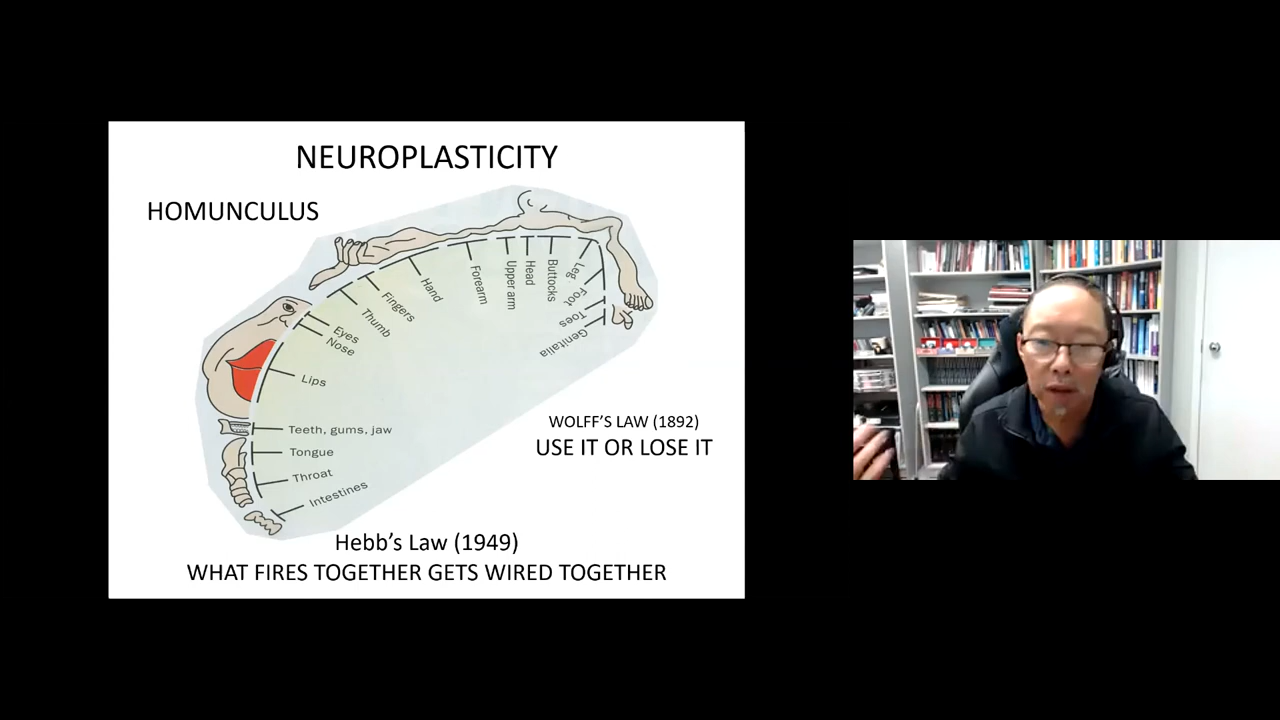 NEUROPLASTICITY
HOMUNCULUS
Leg
Foot
Toes
Genitalia
Buttocks
Head
Upper arm
Forearm
Hand
Fingers
Thumb
Eyes
Nose
Lips
Teeth, gums, jaw
Tongue
Throat
Intestines
WOLFF'S LAW (1892)
USE IT OR LOSE IT
Hebb's Law (1949)
WHAT FIRES TOGETHER GETS WIRED TOGETHER